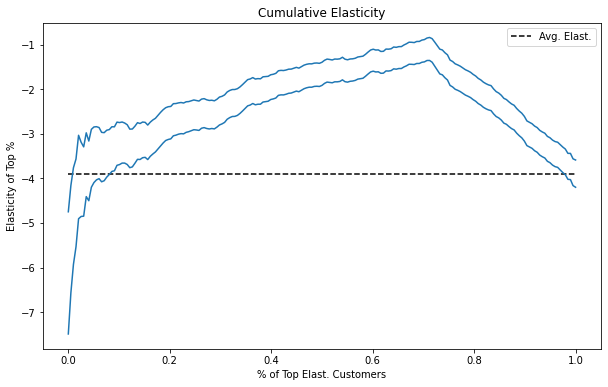 Cumulative Elasticity
Avg. Elast.
Elasticity of Top %
−1
−2
−3
−4
−5
−6
−7
0.0 0.2 0.4 0.6 0.8 1.0
% of Top Elast. Customers